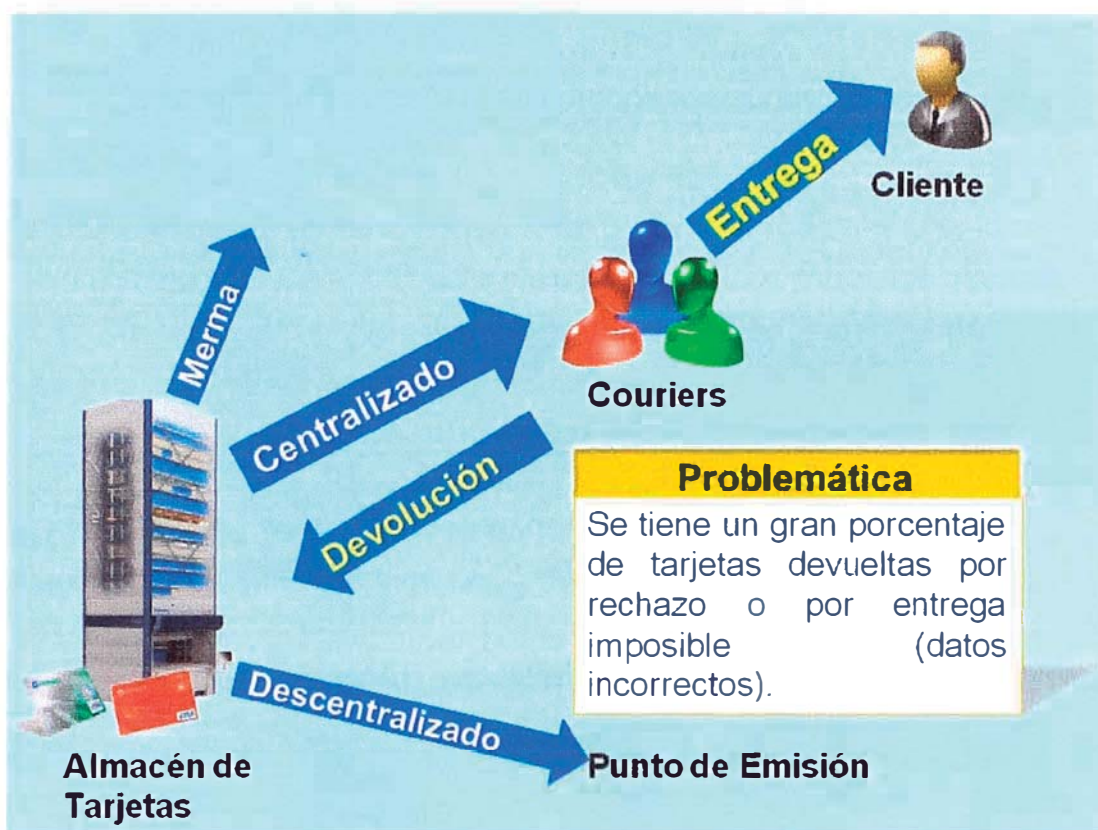 Cliente
Entrega
Merma
Centralizado
Couriers
Devolución
Problemática
Se tiene un gran porcentaje
de tarjetas devueltas por
rechazo o por entrega
imposible (datos
incorrectos).
Descentralizado
Almacén de
Tarjetas
Punto de Emisión